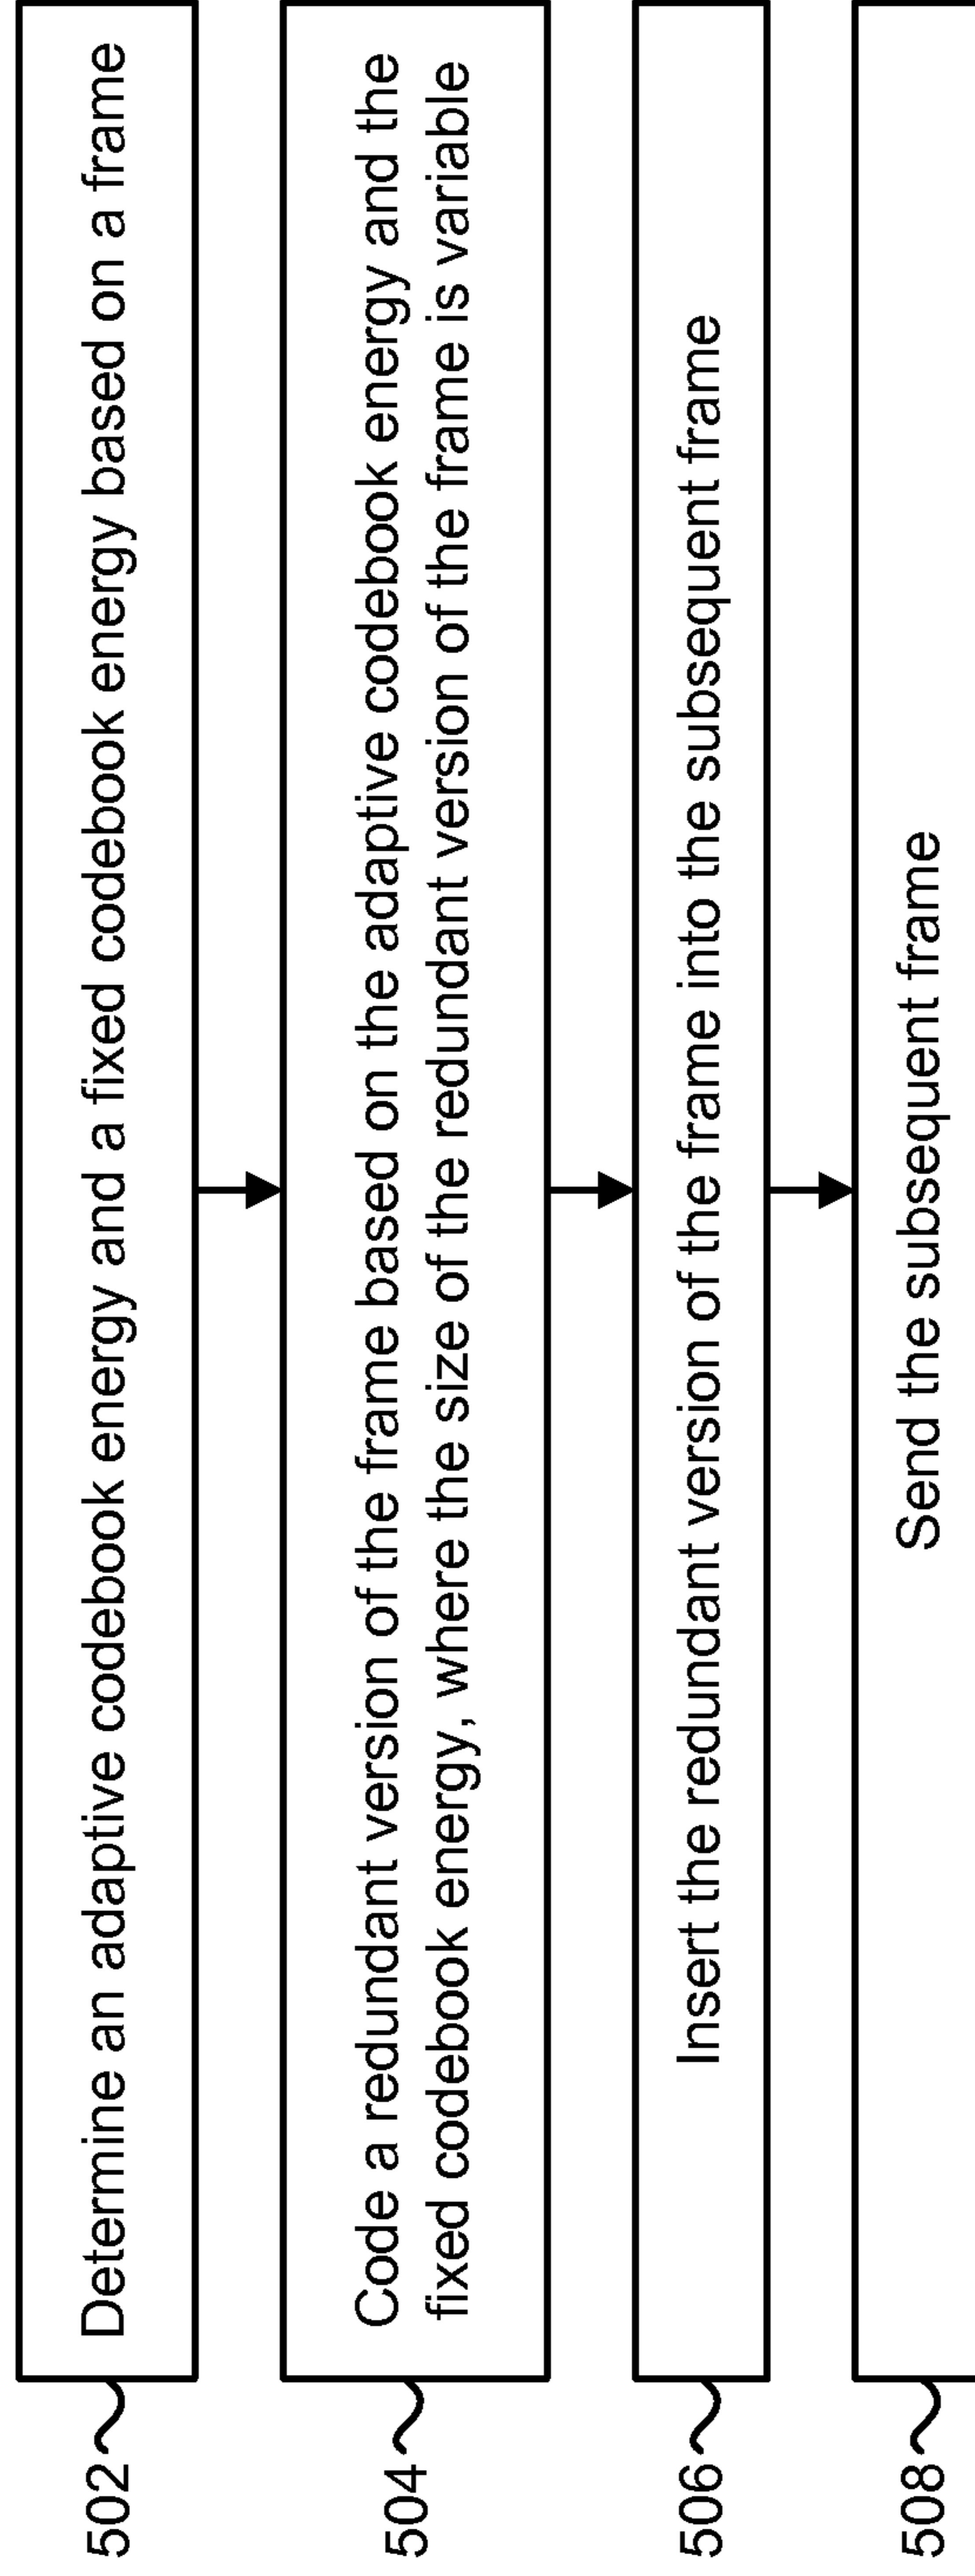 502
Determine an adaptive codebook energy and a fixed codebook energy based on a frame
504
Code a redundant version of the frame based on the adaptive codebook energy and the
fixed codebook energy, where the size of the redundant version of the frame is variable
506
Insert the redundant version of the frame into the subsequent frame
508
Send the subsequent frame